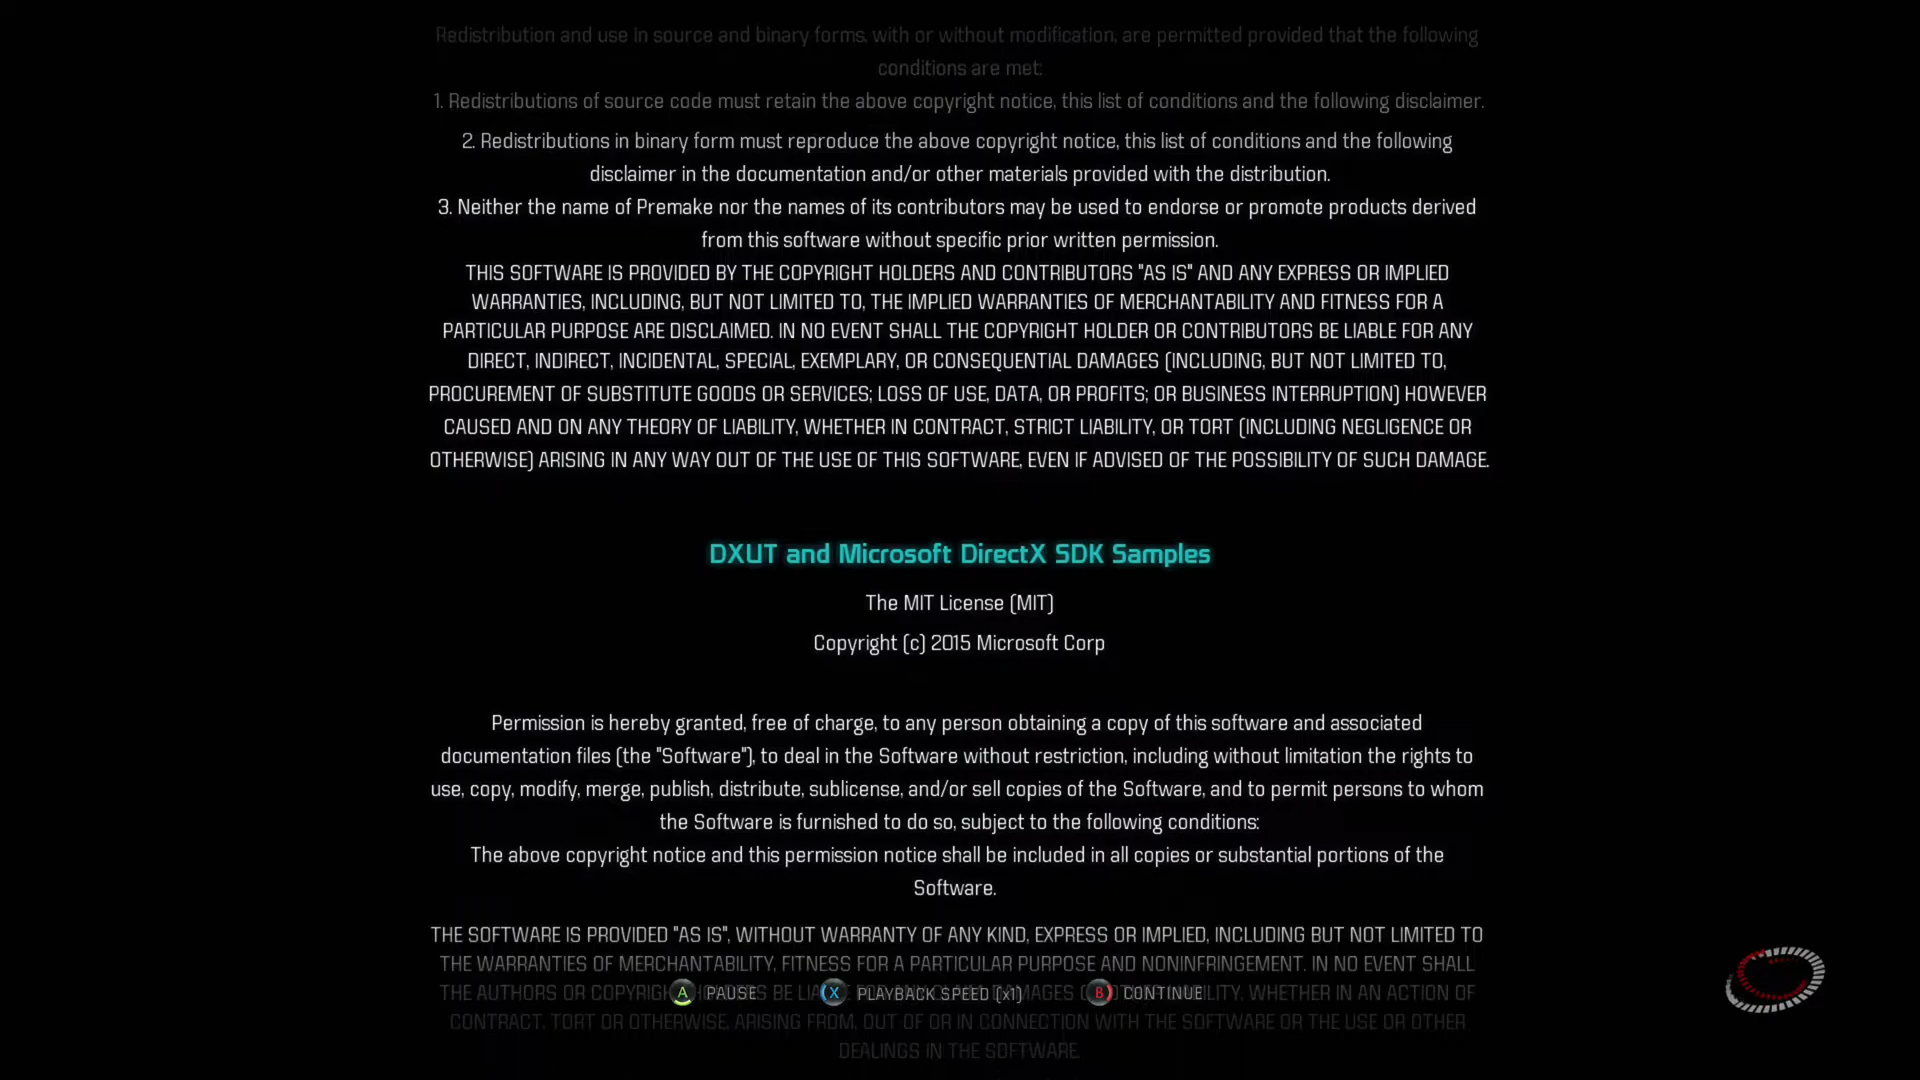 Redistribution and use in source and binary forms, with or without modification, are permitted provided that the following
conditions are met:
1. Redistributions of source code must retain the above copyright notice, this list of conditions and the following disclaimer.
2. Redistributions in binary form must reproduce the above copyright notice, this list of conditions and the following
disclaimer in the documentation and/or other materials provided with the distribution.
3. Neither the name of Premake nor the names of its contributors may be used to endorse or promote products derived
from this software without specific prior written permission.
THIS SOFTWARE IS PROVIDED BY THE COPYRIGHT HOLDERS AND CONTRIBUTORS "AS IS" AND ANY EXPRESS OR IMPLIED
WARRANTIES, INCLUDING, BUT NOT LIMITED TO, THE IMPLIED WARRANTIES OF MERCHANTABILITY AND FITNESS FOR A
PARTICULAR PURPOSE ARE DISCLAIMED. IN NO EVENT SHALL THE COPYRIGHT HOLDER OR CONTRIBUTORS BE LIABLE FOR ANY
DIRECT, INDIRECT, INCIDENTAL, SPECIAL, EXEMPLARY, OR CONSEQUENTIAL DAMAGES (INCLUDING, BUT NOT LIMITED TO,
PROCUREMENT OF SUBSTITUTE GOODS OR SERVICES; LOSS OF USE, DATA, OR PROFITS; OR BUSINESS INTERRUPTION) HOWEVER
CAUSED AND ON ANY THEORY OF LIABILITY, WHETHER IN CONTRACT, STRICT LIABILITY, OR TORT (INCLUDING NEGLIGENCE OR
OTHERWISE) ARISING IN ANY WAY OUT OF THE USE OF THIS SOFTWARE, EVEN IF ADVISED OF THE POSSIBILITY OF SUCH DAMAGE.
DXUT and Microsoft DirectX SDK Samples
The MIT License (MIT)
Copyright (c) 2015 Microsoft Corp
Permission is hereby granted, free of charge, to any person obtaining a copy of this software and associated
documentation files (the "Software"), to deal in the Software without restriction, including without limitation the rights to
use, copy, modify, merge, publish, distribute, sublicense, and/or sell copies of the Software, and to permit persons to whom
the Software is furnished to do so, subject to the following conditions:
The above copyright notice and this permission notice shall be included in all copies or substantial portions of the
Software.
THE SOFTWARE IS PROVIDED "AS IS", WITHOUT WARRANTY OF ANY KIND, EXPRESS OR IMPLIED, INCLUDING BUT NOT LIMITED TO
THE WARRANTIES OF MERCHANTABILITY, FITNESS FOR A PARTICULAR PURPOSE AND NONINFRINGEMENT. IN NO EVENT SHALL
THE AUTHORS OR BE WHETHER IN AN ACTION OF
A PAUSE X PLAYBACK SPEED (x1) B CONTINUE
CONTRACT, TORT OR OTHERWISE, ARISING FROM, OUT OF OR IN CONNECTION WITH THE SOFTWARE OR THE USE OR OTHER
DEALINGS IN THE SOFTWARE.